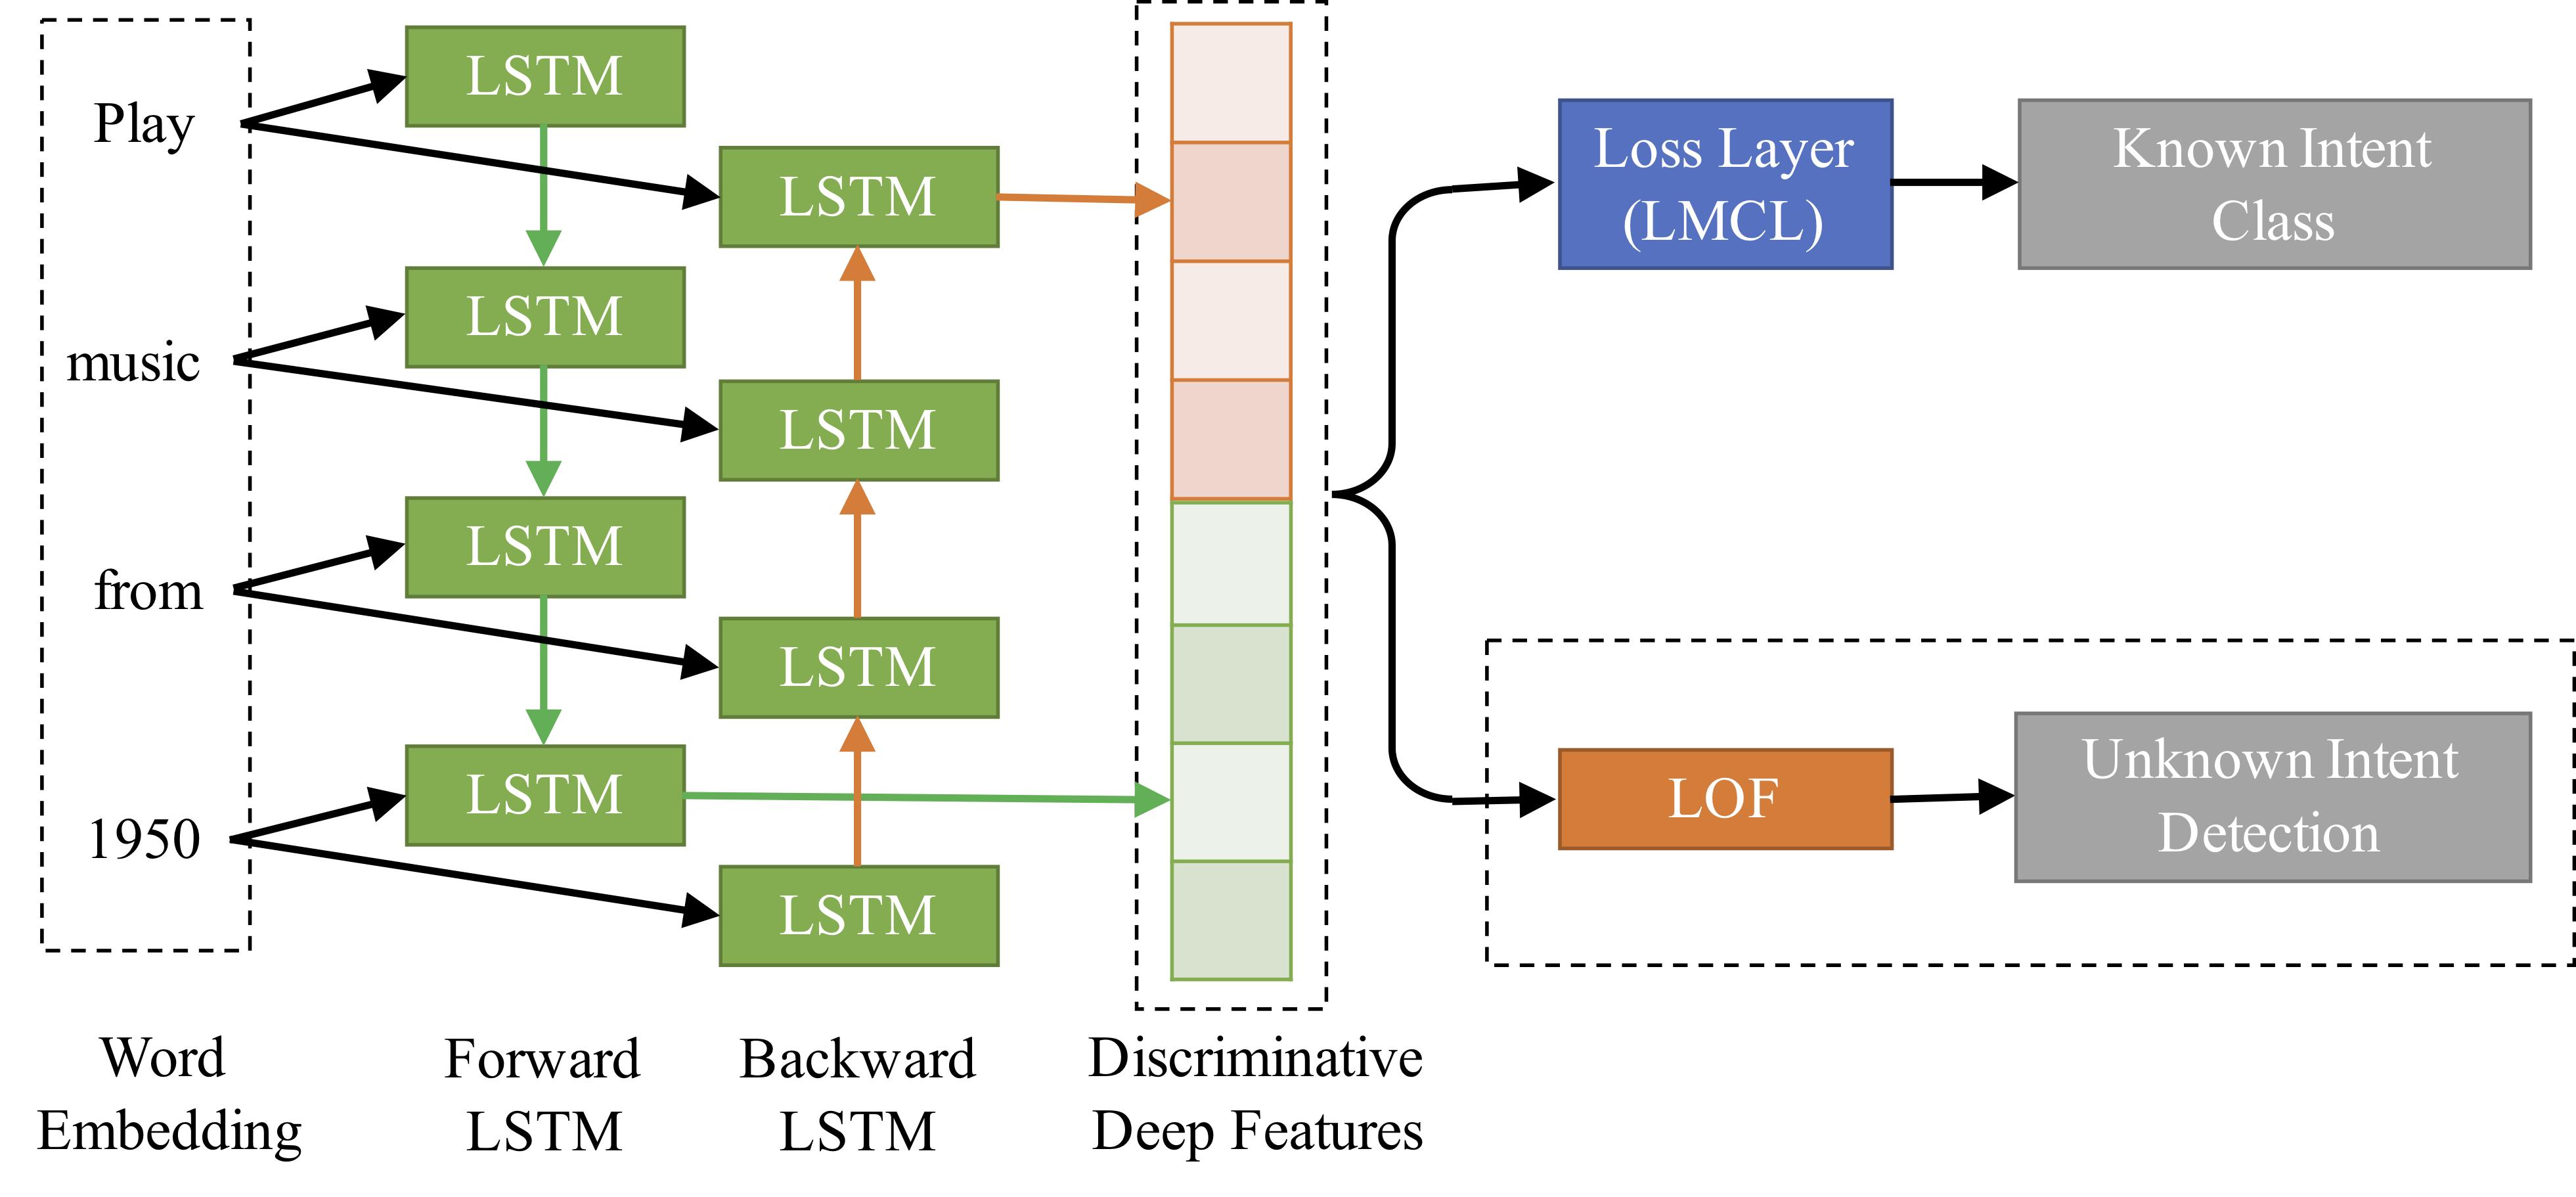 Play
music
from
1950
LSTM
LSTM
LSTM
LSTM
LSTM
LSTM
LSTM
LSTM
Loss Layer
(LMCL)
Known Intent
Class
LOF
Unknown Intent
Detection
Word
Embedding
Forward
LSTM
Backward
LSTM
Discriminative
Deep Features